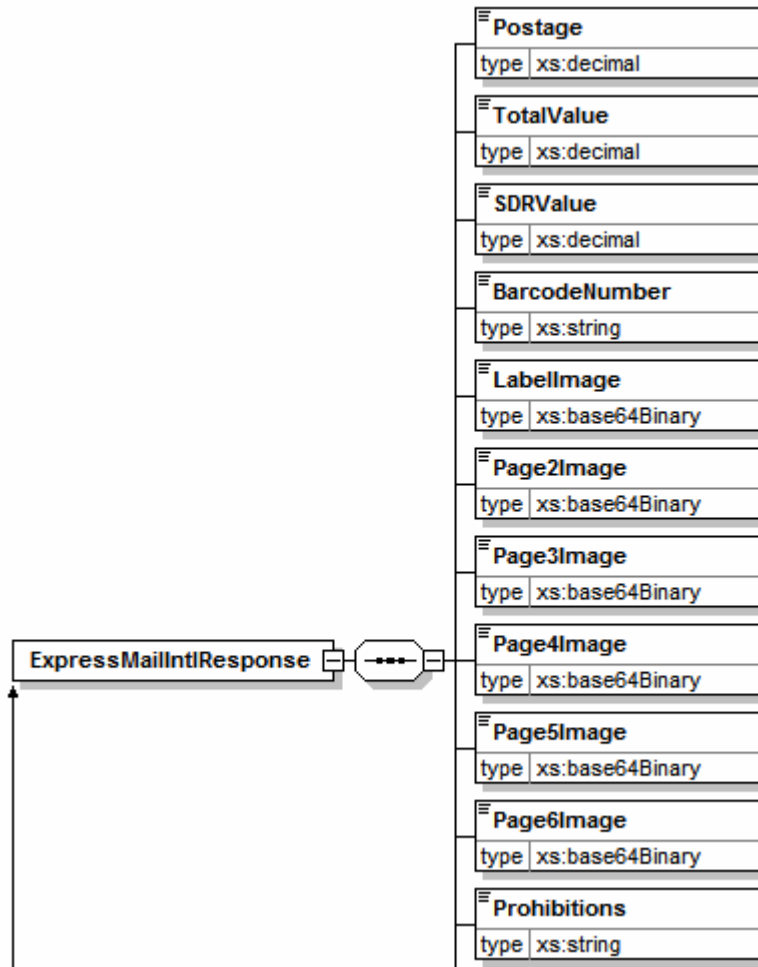 Postage
type xs:decimal
TotalValue
type xs:decimal
SDRValue
type xs:decimal
BarcodeNumber
type xs:string
LabelImage
type xs:base64Binary
Page2Image
type xs:base64Binary
Page3Image
type xs:base64Binary
ExpressMailIntlResponse
Page4Image
type xs:base64Binary
Page5Image
type xs:base64Binary
Page6Image
type xs:base64Binary
Prohibitions
type xs:string